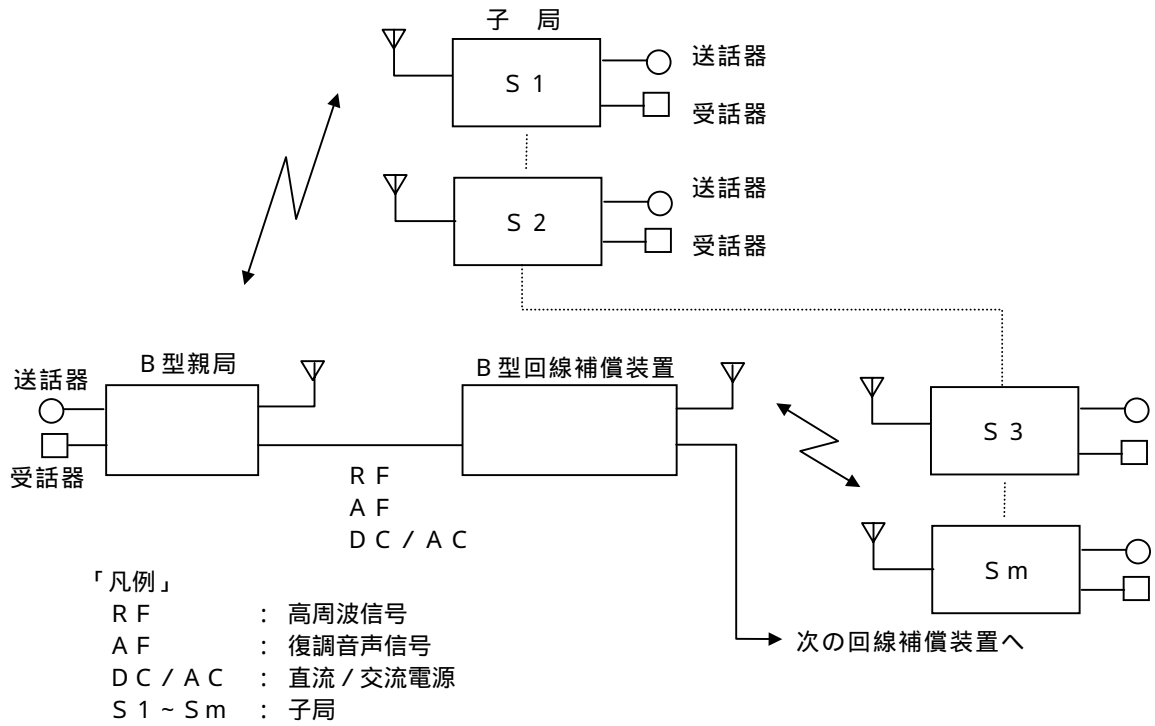 子 局
S 1
送話器
受話器
S 2
送話器
受話器
B型親局
送話器
受話器
B型回線補償装置
R F
A F
D C / A C
S 3
S m
次の回線補償装置へ
「凡例」
R F : 高周波信号
A F : 復調音声信号
D C / A C : 直流 / 交流電源
S 1 ~ S m : 子局